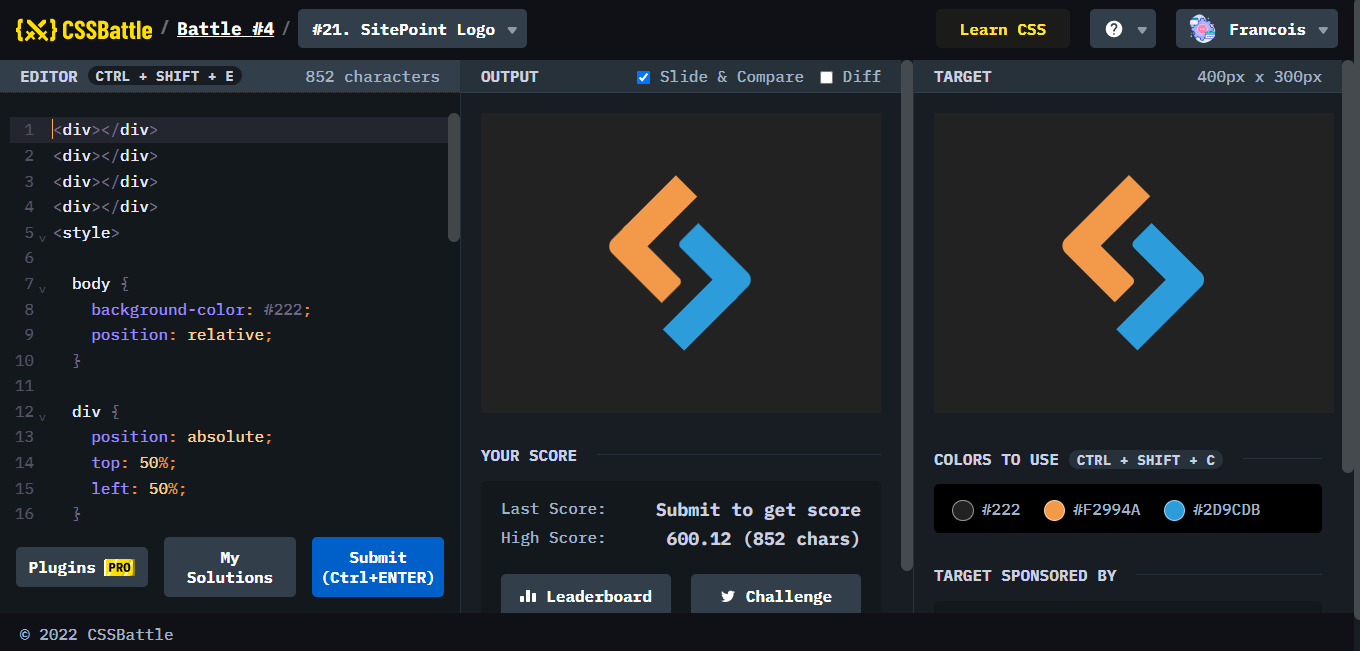 CSSBattle / Battle #4 / #21. SitePoint Logo
Learn CSS
?
Francois
EDITOR CTRL + SHIFT + E 852 characters
1 <div></div>
2 <div></div>
3 <div></div>
4 <div></div>
5 <style>
6
7 body {
8 background-color: #222;
9 position: relative;
10 }
11
12 div {
13 position: absolute;
14 top: 50%;
15 left: 50%;
16 }
Plugins PRO
My
Solutions
Submit
(Ctrl+ENTER)
OUTPUT Slide & Compare Diff
YOUR SCORE
Last Score: Submit to get score
High Score: 600.12 (852 chars)
Leaderboard
Challenge
TARGET 400px x 300px
COLORS TO USE CTRL + SHIFT + C
#222 #F2994A #2D9CDB
TARGET SPONSORED BY
© 2022 CSSBattle